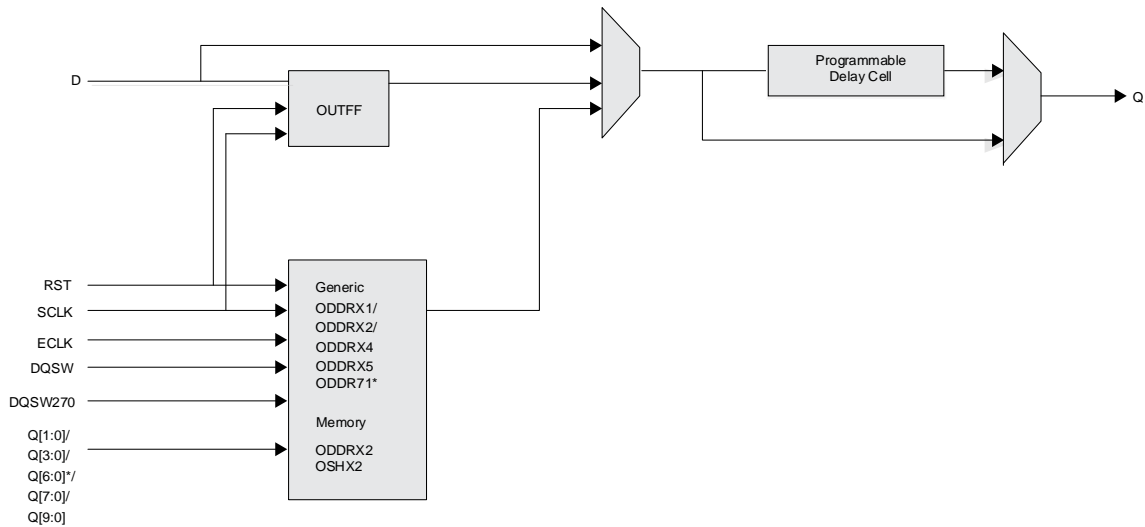 D
OUTFF
Programmable
Delay Cell
Q
RST
SCLK
ECLK
DQSW
DQSW270
Q[1:0]/
Q[3:0]/
Q[6:0]*/
Q[7:0]/
Q[9:0]
Generic
ODDRX1/
ODDRX2/
ODDRX4
ODDRX5
ODDR71*
Memory
ODDRX2
OSHX2